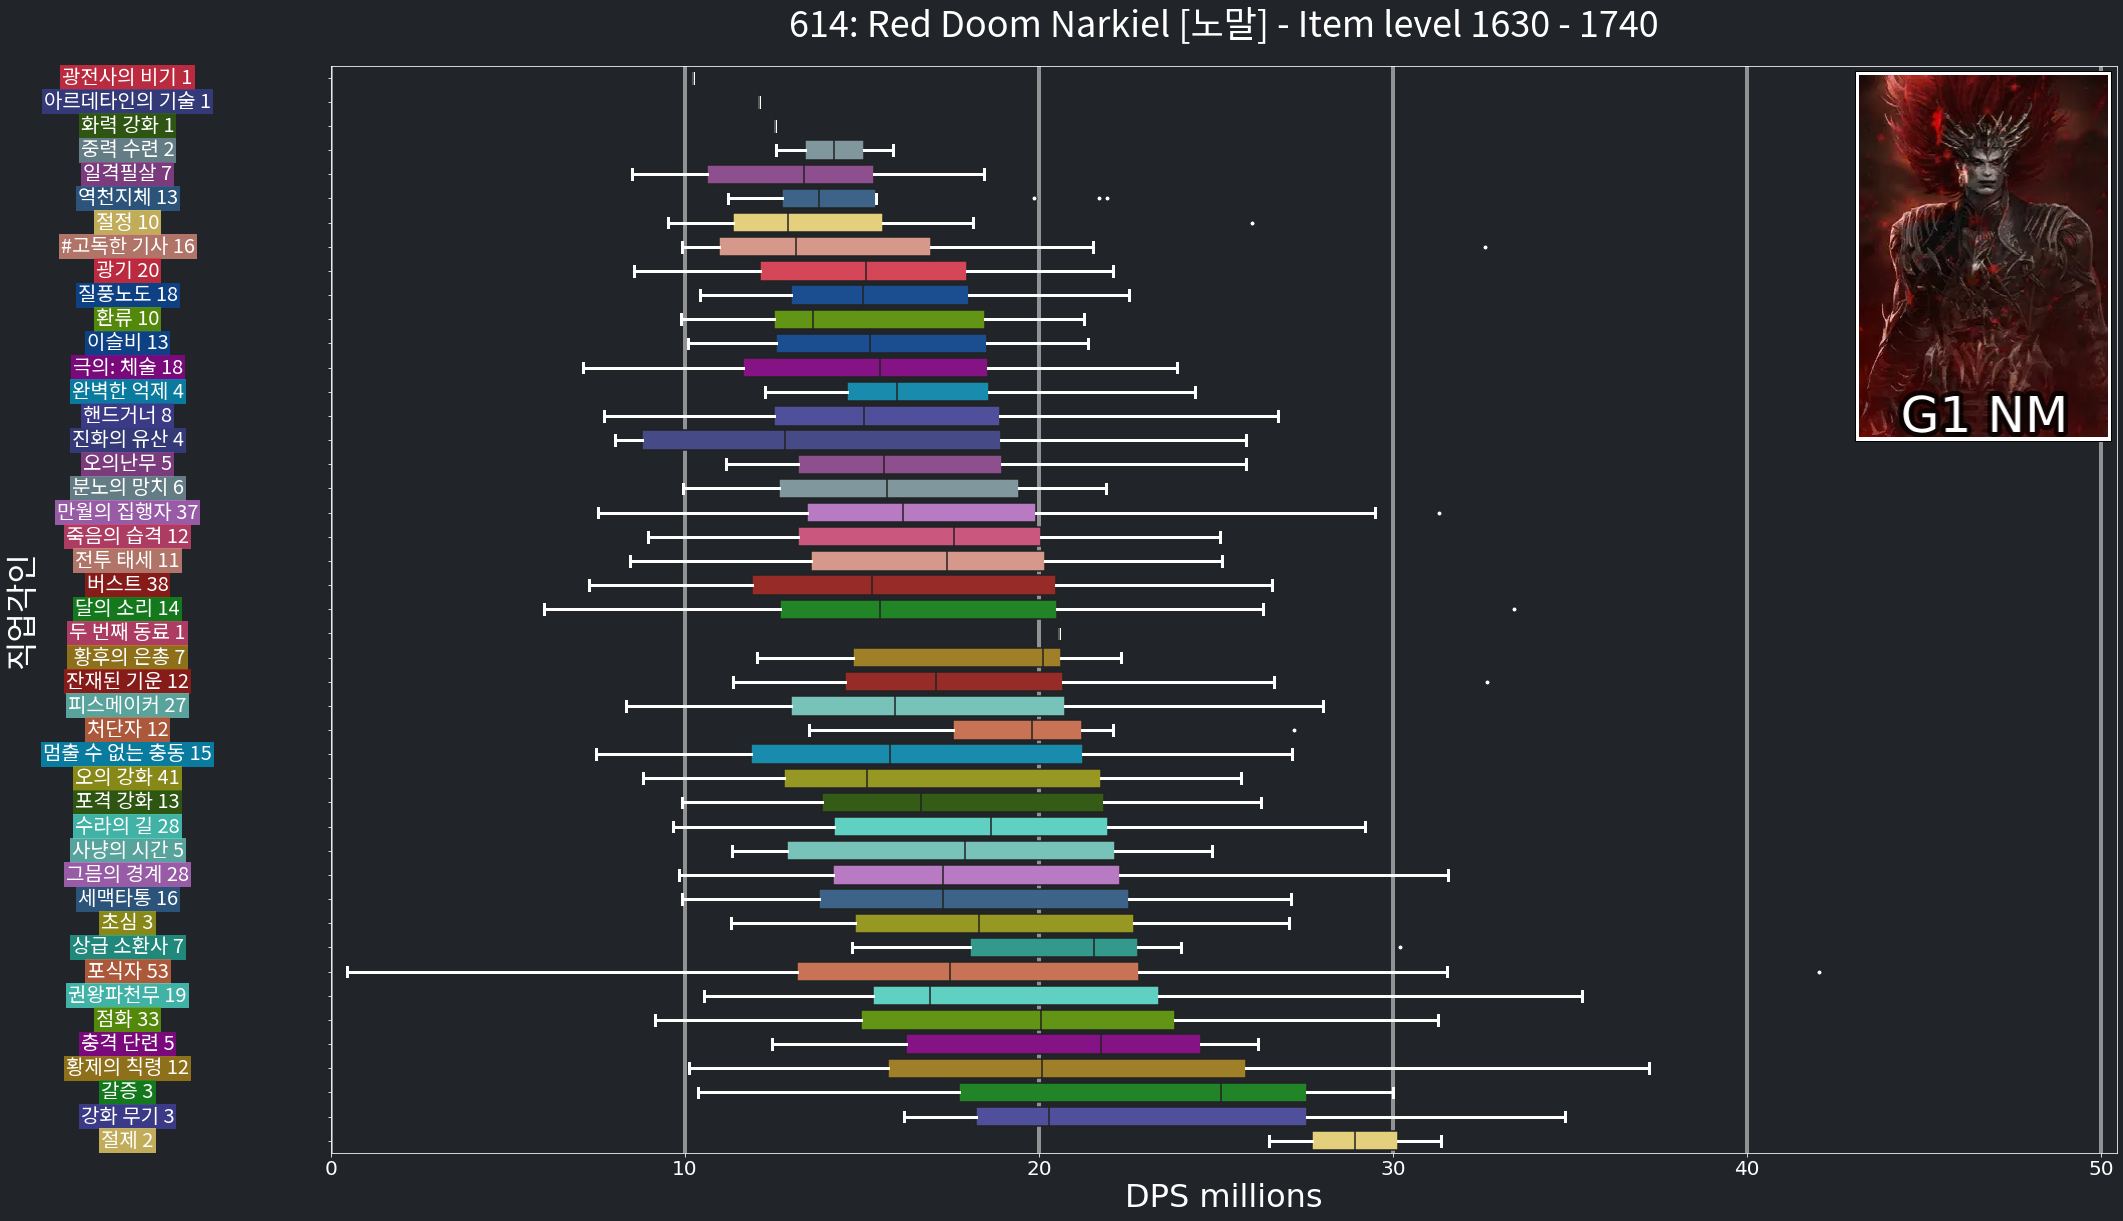 614: Red Doom Narkiel [노말] - Item level 1630 - 1740
광전사의 비기 1
아르데타인의 기술 1
화력 강화 1
중력 수련 2
일격필살 7
역천지체 13
절정 10
#고독한 기사 16
광기 20
질풍노도 18
환류 10
이슬비 13
극의: 체술 18
완벽한 억제 4
핸드거너 8
진화의 유산 4
오의난무 5
분노의 망치 6
만월의 집행자 37
죽음의 습격 12
전투 태세 11
버스트 38
달의 소리 14
두 번째 동료 1
황후의 은총 7
잔재된 기운 12
피스메이커 27
처단자 12
멈출 수 없는 충동 15
오의 강화 41
포격 강화 13
수라의 길 28
사냥의 시간 5
그믐의 경계 28
세맥타통 16
초심 3
상급 소환사 7
포식자 53
권왕파천무 19
점화 33
충격 단련 5
황제의 칙령 12
갈증 3
강화 무기 3
절제 2
직업각인
G1 NM
0 10 20 30 40 50
DPS millions